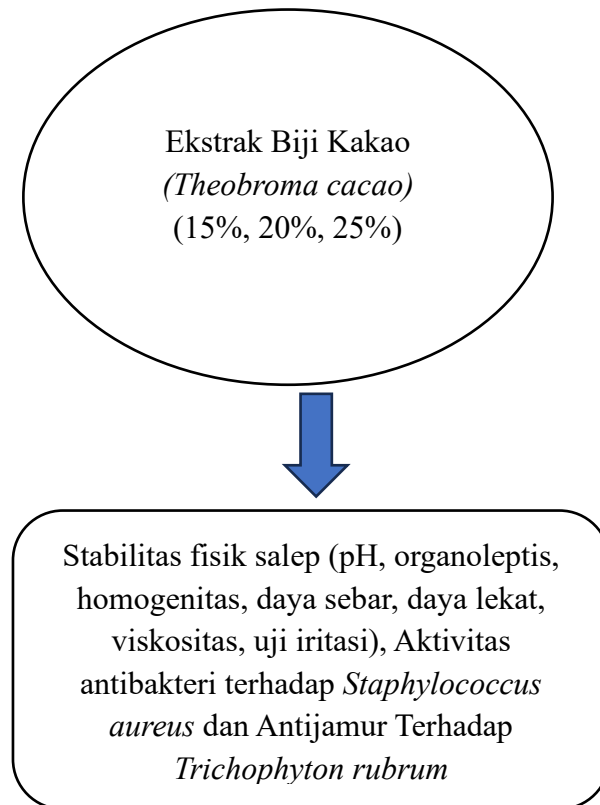 Ekstrak Biji Kakao
(Theobroma cacao)
(15%, 20%, 25%)
Stabilitas fisik salep (pH, organoleptis,
homogenitas, daya sebar, daya lekat,
viskositas, uji iritasi), Aktivitas
antibakteri terhadap Staphylococcus
aureus dan Antijamur Terhadap
Trichophyton rubrum